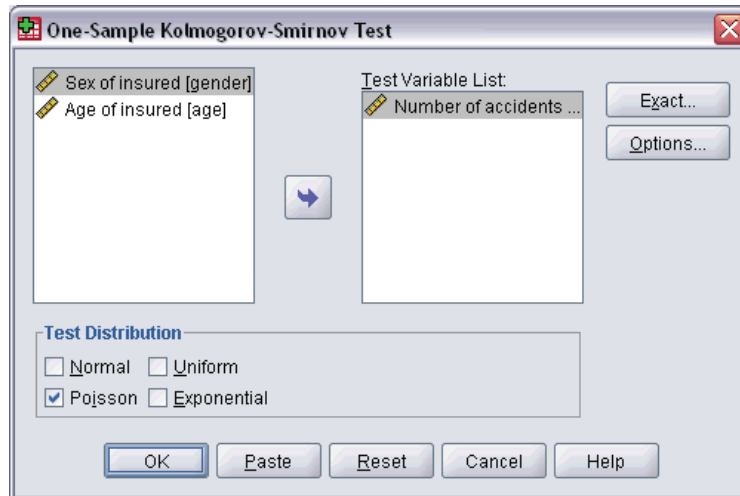 One-Sample Kolmogorov-Smirnov Test
Sex of insured [gender]
Age of insured [age]
Test Variable List:
Number of accidents ...
Exact...
Options...
Test Distribution
Normal
Uniform
Poisson
Exponential
OK
Paste
Reset
Cancel
Help